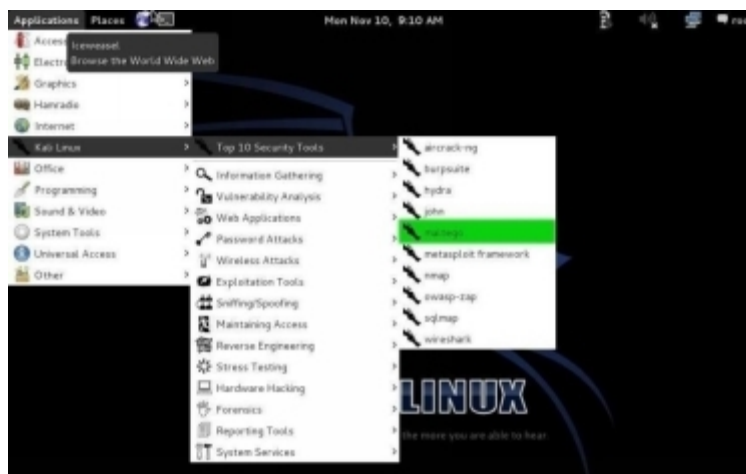 Applications Places Mon Nov 10, 9:10 AM
Iceweasel
Browse the World Wide Web
Graphics
Hamradio
Internet
Kali Linux
Office
Programming
Sound & Video
System Tools
Universal Access
Other
Top 10 Security Tools
Information Gathering
Vulnerability Analysis
Web Applications
Password Attacks
Wireless Attacks
Exploitation Tools
Sniffing/Spoofing
Maintaining Access
Reverse Engineering
Stress Testing
Hardware Hacking
Forensics
Reporting Tools
System Services
aircrack-ng
burpsuite
hydra
john
maltego
metasploit framework
nmap
owasp-zap
sqlmap
wireshark
LINUX
the more you are able to hear.